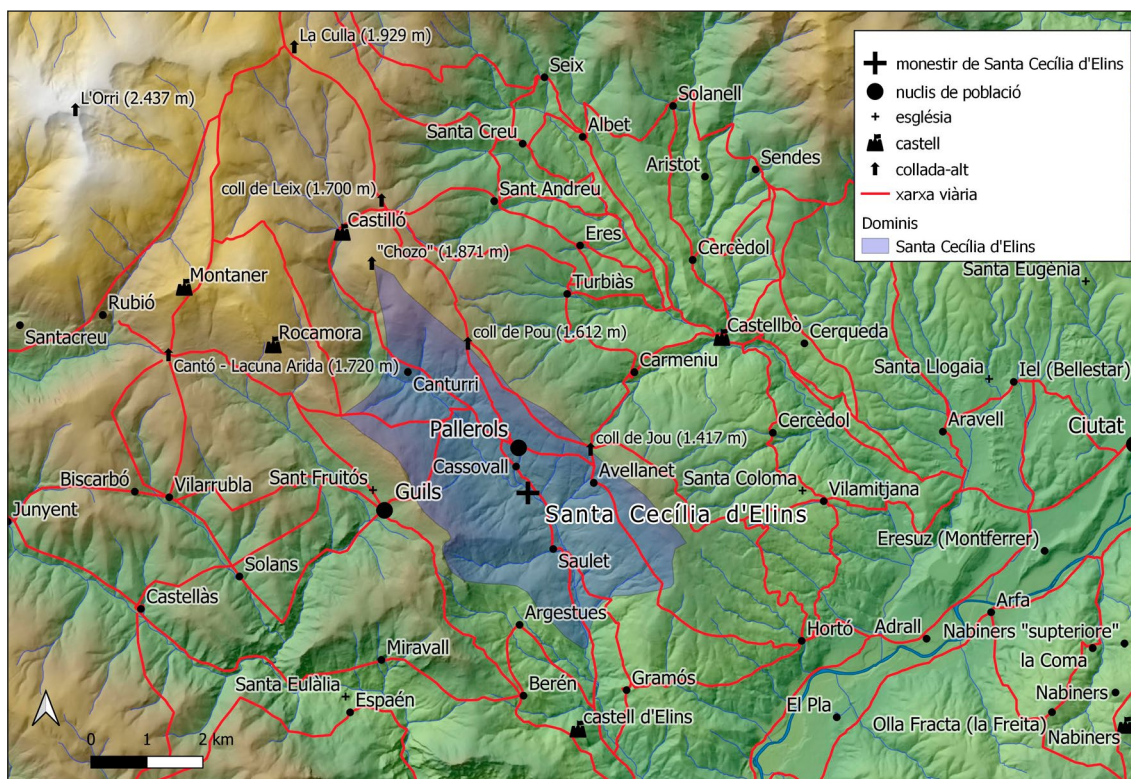 La Culla (1.929 m)
L'Orri (2.437 m)
Seix
Solanell
Albet
Santa Creu
Aristot
Sendes
coll de Leix (1.700 m)
Sant Andreu
Castilló
Eres
Cercèdol
"Chozo" (1.871 m)
Montaner
Turbiàs
Santa Eugènia
Rubió
Santacreu
Rocamora
coll de Pou (1.612 m)
Castellbò
Cerqueda
Cantó - Lacuna Arida (1.720 m)
Canturri
Carmeniu
Santa Llogaia
Iel (Bellestar)
Pallerols
coll de Jou (1.417 m)
Cercèdol
Aravell
Ciutat
Cassovall
Avellanet
Biscarbó
Vilarrubla
Sant Fruitós
Guils
Santa Coloma
Vilamitjana
Junyent
Santa Cecília d'Elins
Eresuz (Montferrer)
Saulet
Solans
Castellàs
Argestues
Hortó
Adrall
Arfa
Nabiners "supteriore"
Miravall
la Coma
Santa Eulàlia
Espaén
Berén
Gramós
Nabiners
El Pla
Olla Fracta (la Freita)
castell d'Elins
Nabiners
0 1 2 km
monestir de Santa Cecília d'Elins
nuclis de població
església
castell
collada-alt
xarxa viària
Dominis
Santa Cecília d'Elins